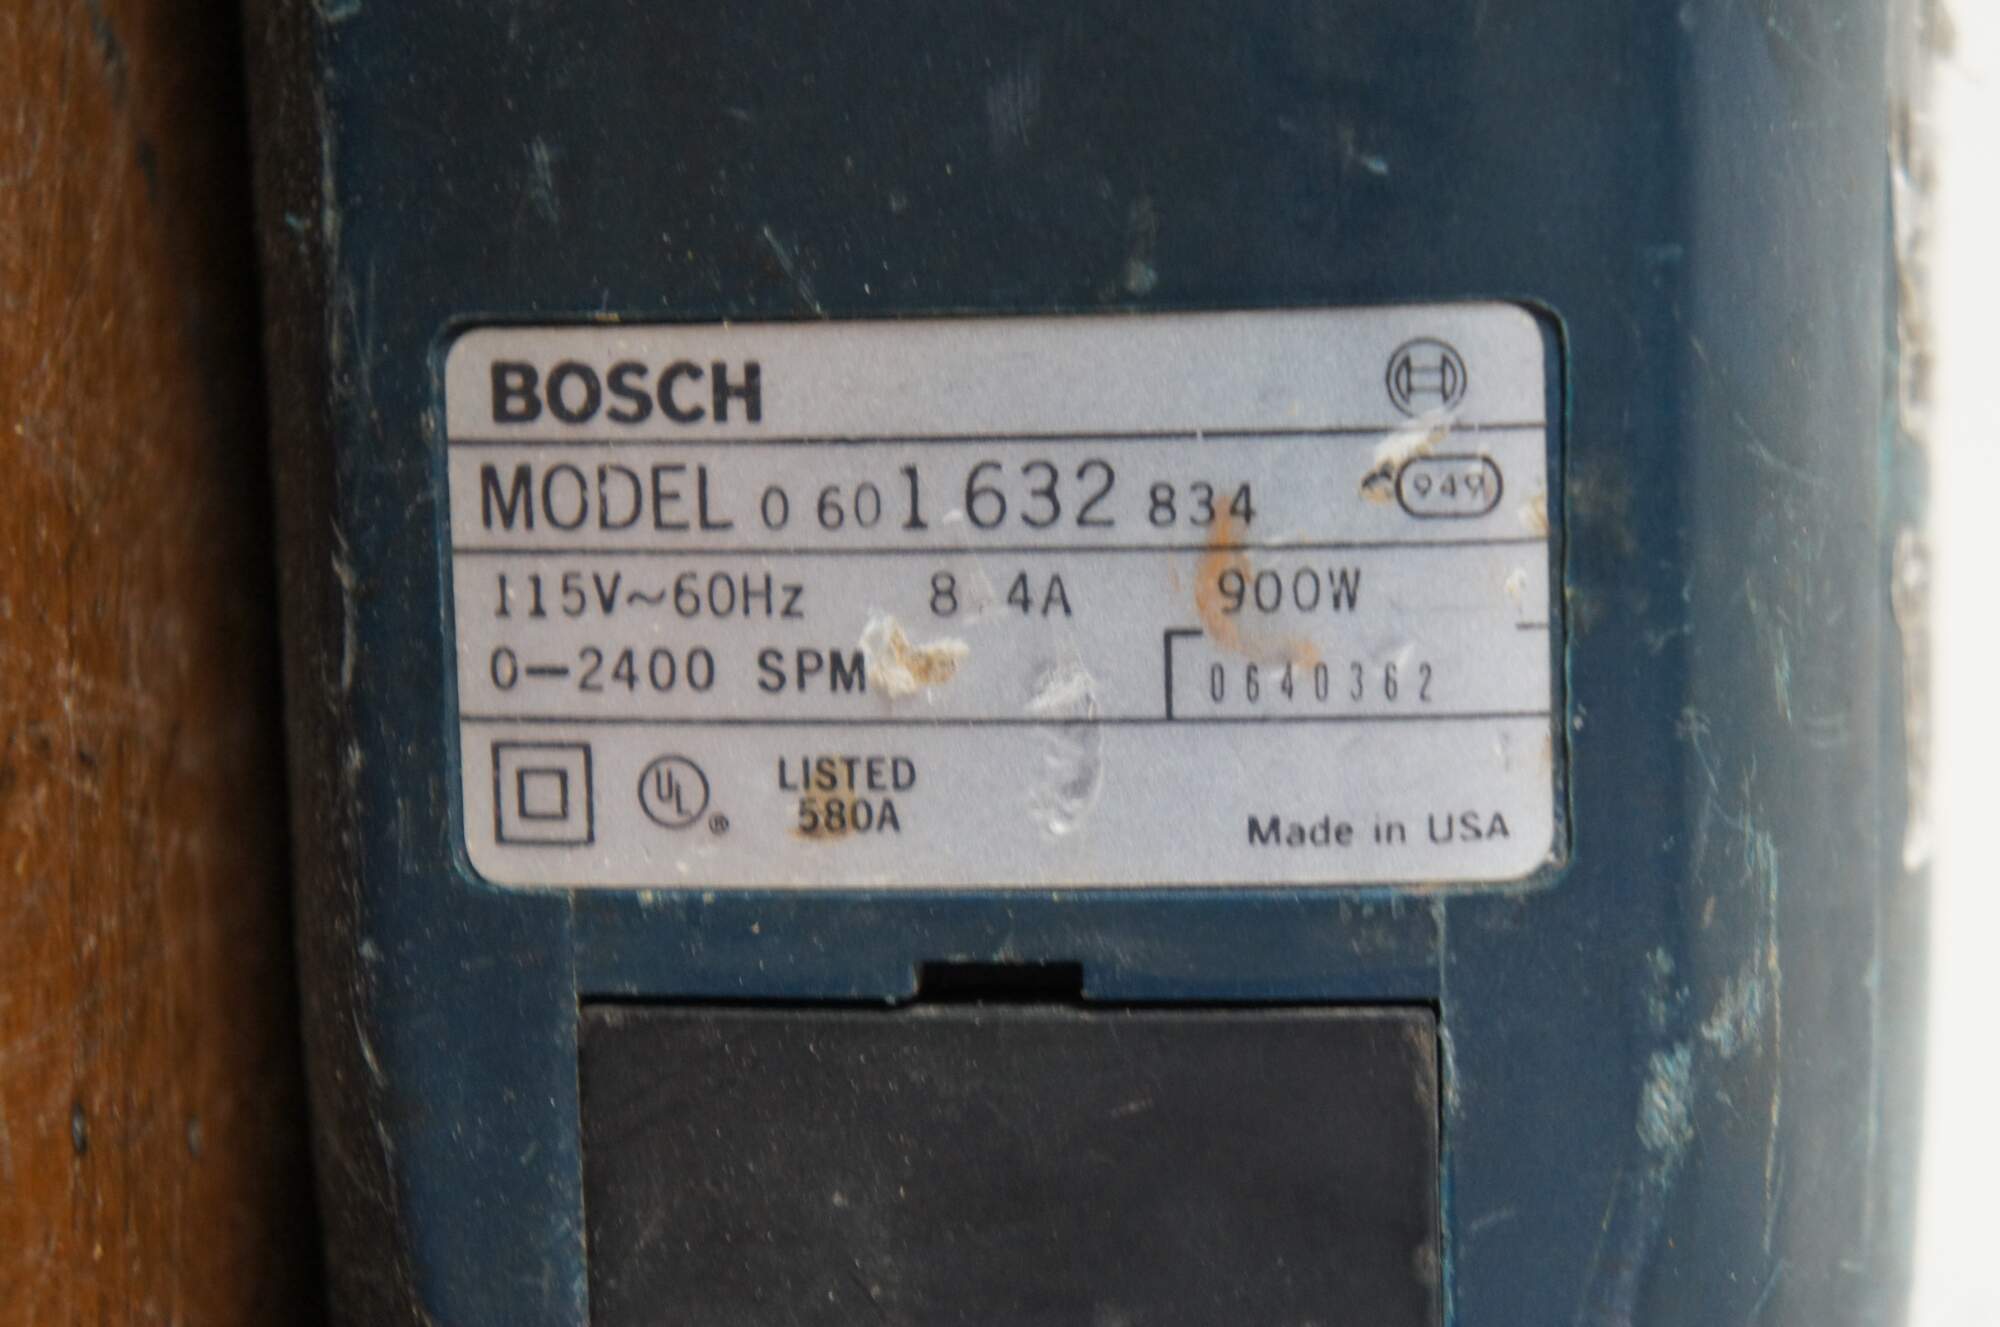 BOSCH
MODEL 0 601 632 834
949
115V~60Hz 8.4A 900W
0-2400 SPM
0640362
UL ®
LISTED
580A
Made in USA